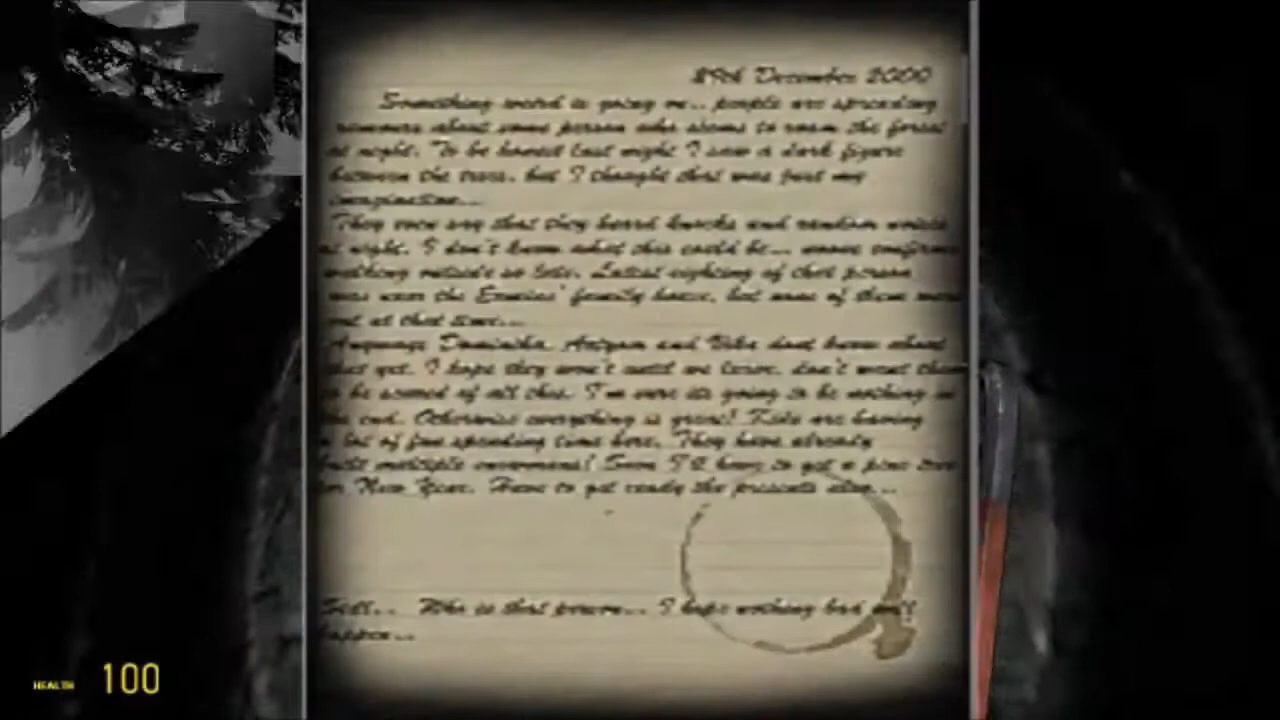 29th December 2000
Something weird is going on... people are spreading
rumours about some person who seems to roam the forest
at night. To be honest last night I saw a dark figure
between the trees, but I thought that was just my
imagination...
They even say that they heard knocks and random noises
at night. I don't know what this could be... noone confirms
walking outside so late. Latest sighting of that person
was near the family house, but none of them were
out at that time...
Anyways Dominika, and dont know about
that yet. I hope they won't until we leave, don't want them
to be scared of all this. I'm sure its going to be nothing in
the end. Otherwise everything is great! Kids are having
a lot of fun spending time here. They have already
built multiple snowmans! Soon I'll have to get a pine tree
for New Year. Have to get ready the presents also...
Still... Who is that person... I hope nothing bad will
happen...
HEALTH 100